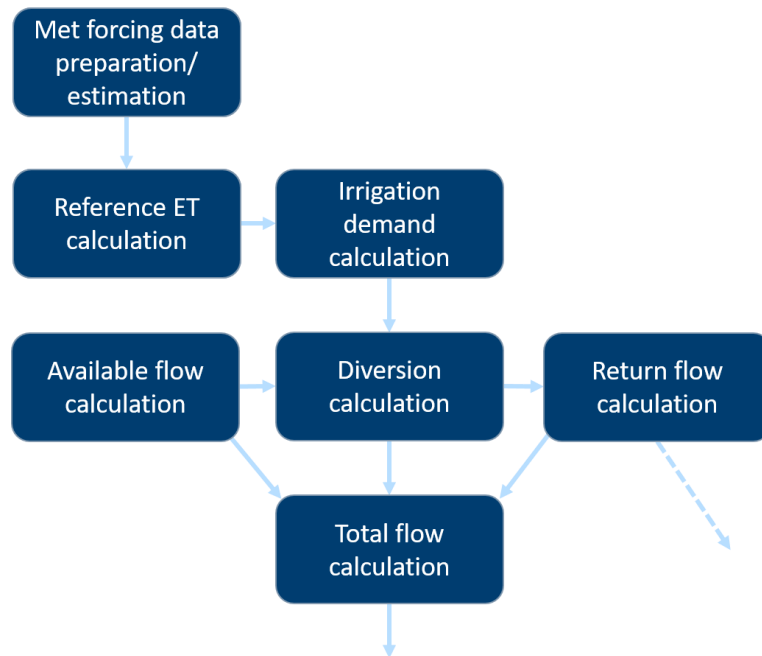 Met forcing data
preparation/
estimation
Reference ET
calculation
Irrigation
demand
calculation
Available flow
calculation
Diversion
calculation
Return flow
calculation
Total flow
calculation